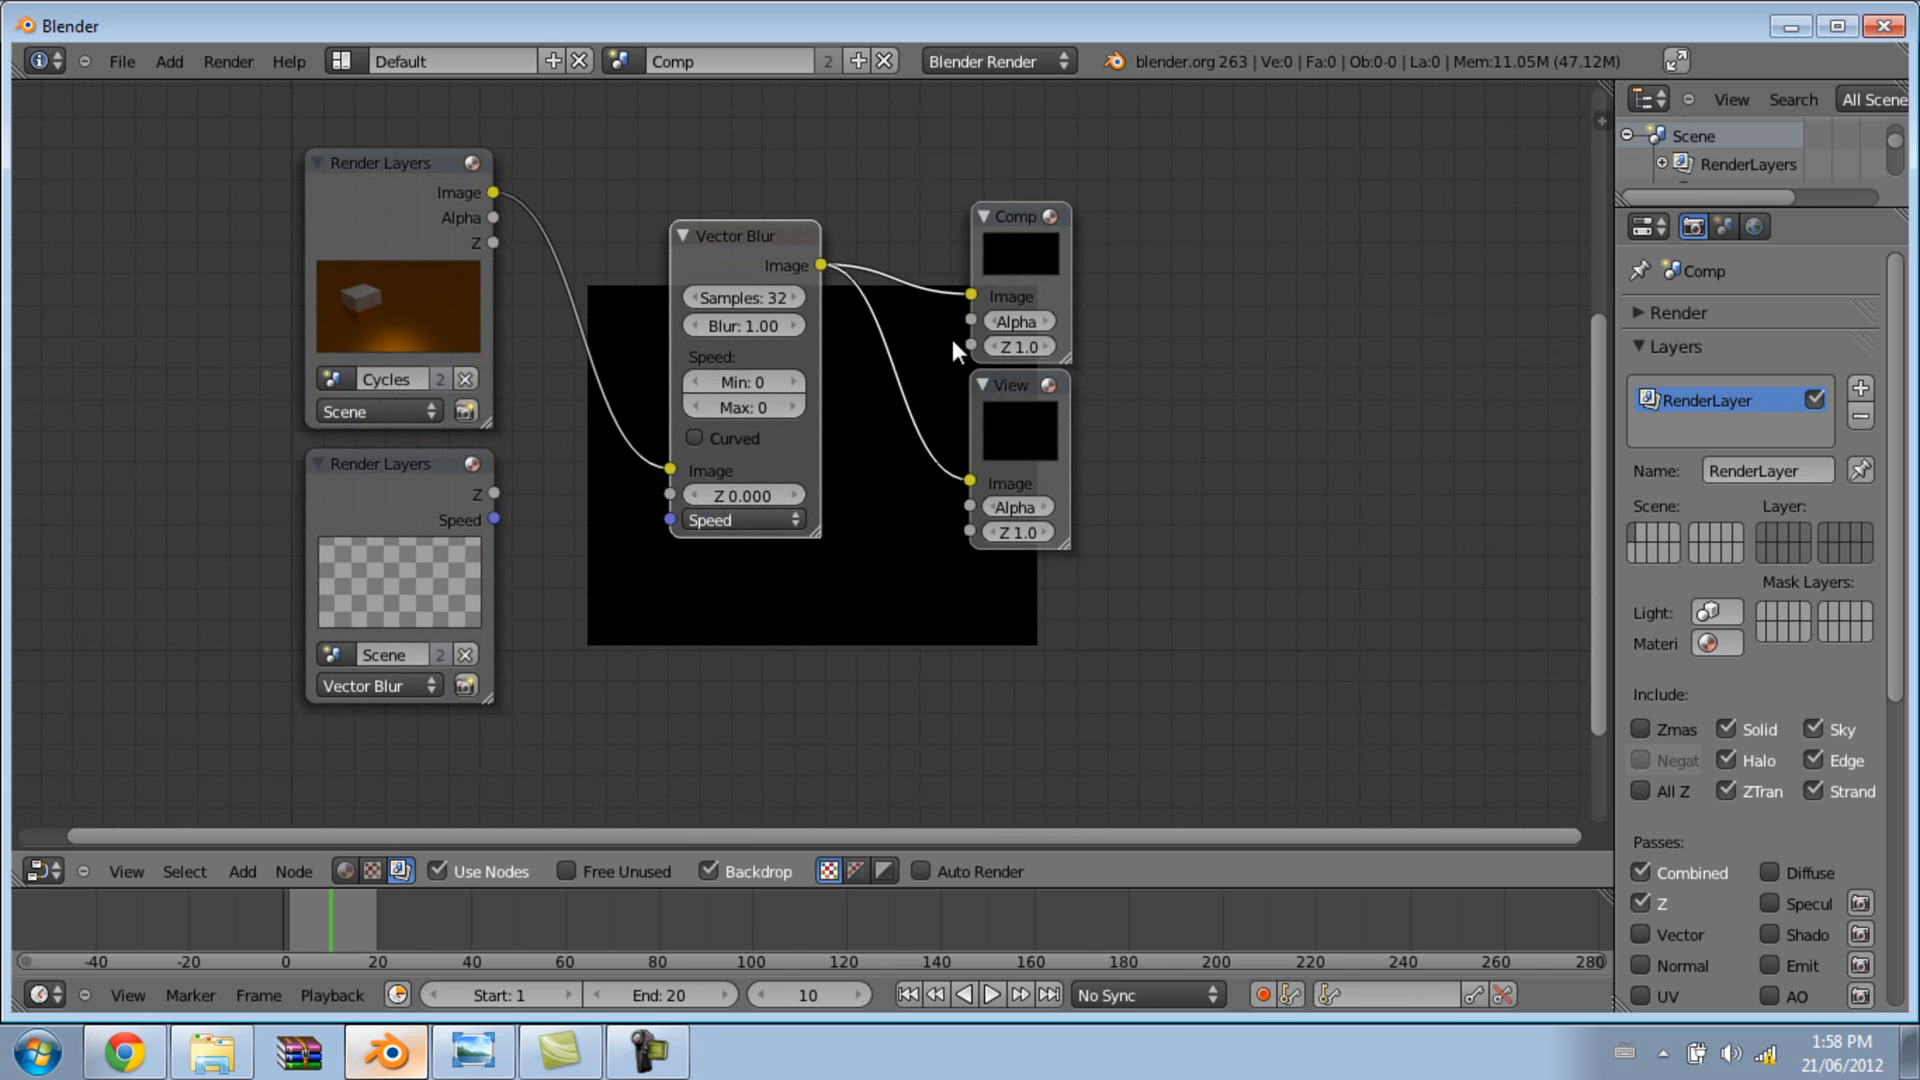 Blender
File Add Render Help Default Comp 2 Blender Render blender.org 263 | Ve:0 | Fa:0 | Ob:0-0 | La:0 | Mem:11.05M (47.12M)
View Search All Scene
Scene
RenderLayers
Render Layers
Image
Alpha
Z
Cycles 2
Scene
Render Layers
Z
Speed
Scene 2
Vector Blur
Vector Blur
Image
Samples: 32
Blur: 1.00
Speed:
Min: 0
Max: 0
Curved
Image
Z 0.000
Speed
Comp
Image
Alpha
Z 1.0
View
Image
Alpha
Z 1.0
Comp
Render
Layers
RenderLayer
Name: RenderLayer
Scene: Layer:
Mask Layers:
Light:
Materi
Include:
Zmas Solid Sky
Negat Halo Edge
All Z ZTran Strand
Passes:
Combined Diffuse
Z Specul
Vector Shado
Normal Emit
UV AO
View Select Add Node Use Nodes Free Unused Backdrop Auto Render
-40 -20 0 20 40 60 80 100 120 140 160 180 200 220 240 260 280
View Marker Frame Playback Start: 1 End: 20 10 No Sync
1:58 PM
21/06/2012